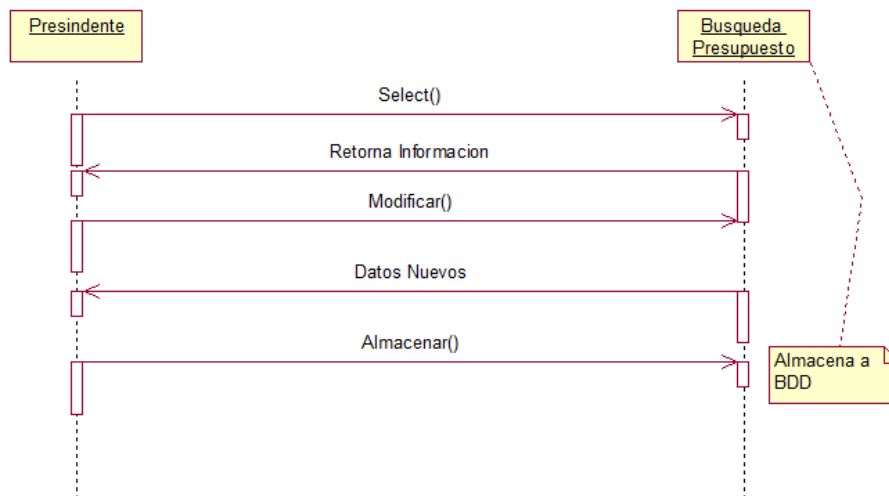 Presindente
Busqueda
Presupuesto
Select()
Retorna Informacion
Modificar()
Datos Nuevos
Almacenar()
Almacena a
BDD